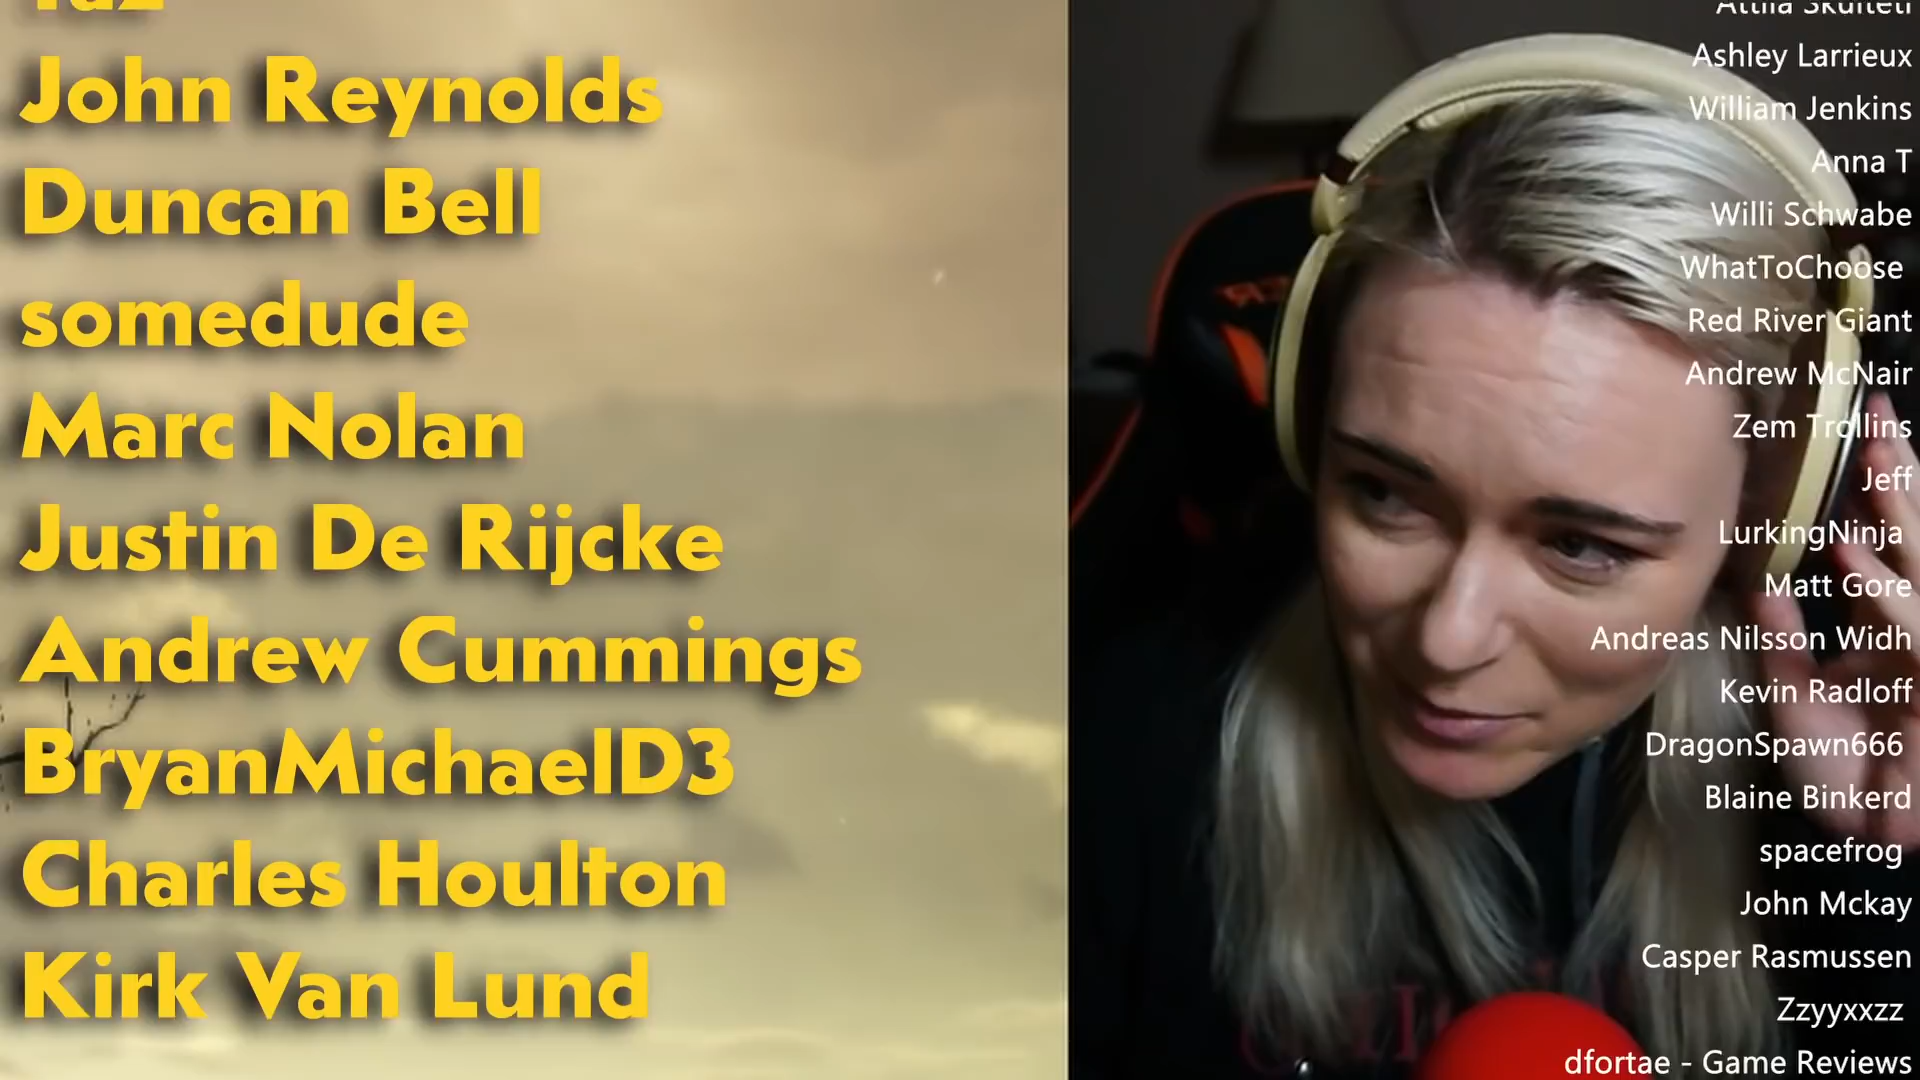 John Reynolds
Duncan Bell
somedude
Marc Nolan
Justin De Rijcke
Andrew Cummings
BryanMichaelD3
Charles Houlton
Kirk Van Lund
Ashley Larrieux
William Jenkins
Anna T
Willi Schwabe
WhatToChoose
Red River Giant
Andrew McNair
Zem Trollins
Jeff
LurkingNinja
Matt Gore
Andreas Nilsson Widh
Kevin Radloff
DragonSpawn666
Blaine Binkerd
spacefrog
John Mckay
Casper Rasmussen
Zzyyxxzz
dfortae - Game Reviews